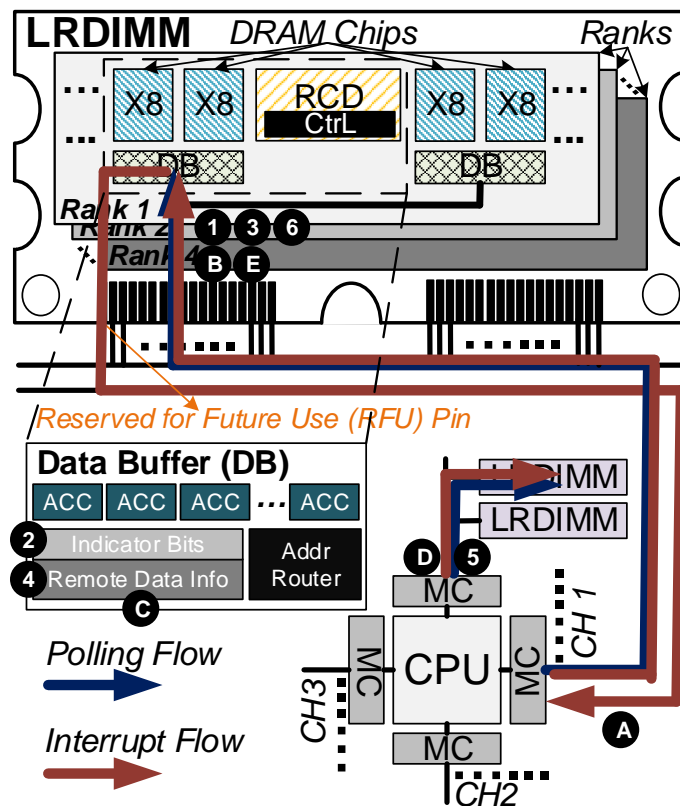 LRDIMM
DRAM Chips
Ranks
X8
X8
RCD
CtrL
X8
X8
DB
DB
Rank 1
Rank 2
1
3
6
Rank 4
B
E
Reserved for Future Use (RFU) Pin
Data Buffer (DB)
ACC
ACC
ACC
ACC
2
Indicator Bits
4
Remote Data Info
C
Addr
Router
LRDIMM
LRDIMM
D
5
MC
CH 1
MC
CPU
MC
CH3
A
MC
CH2
Polling Flow
Interrupt Flow